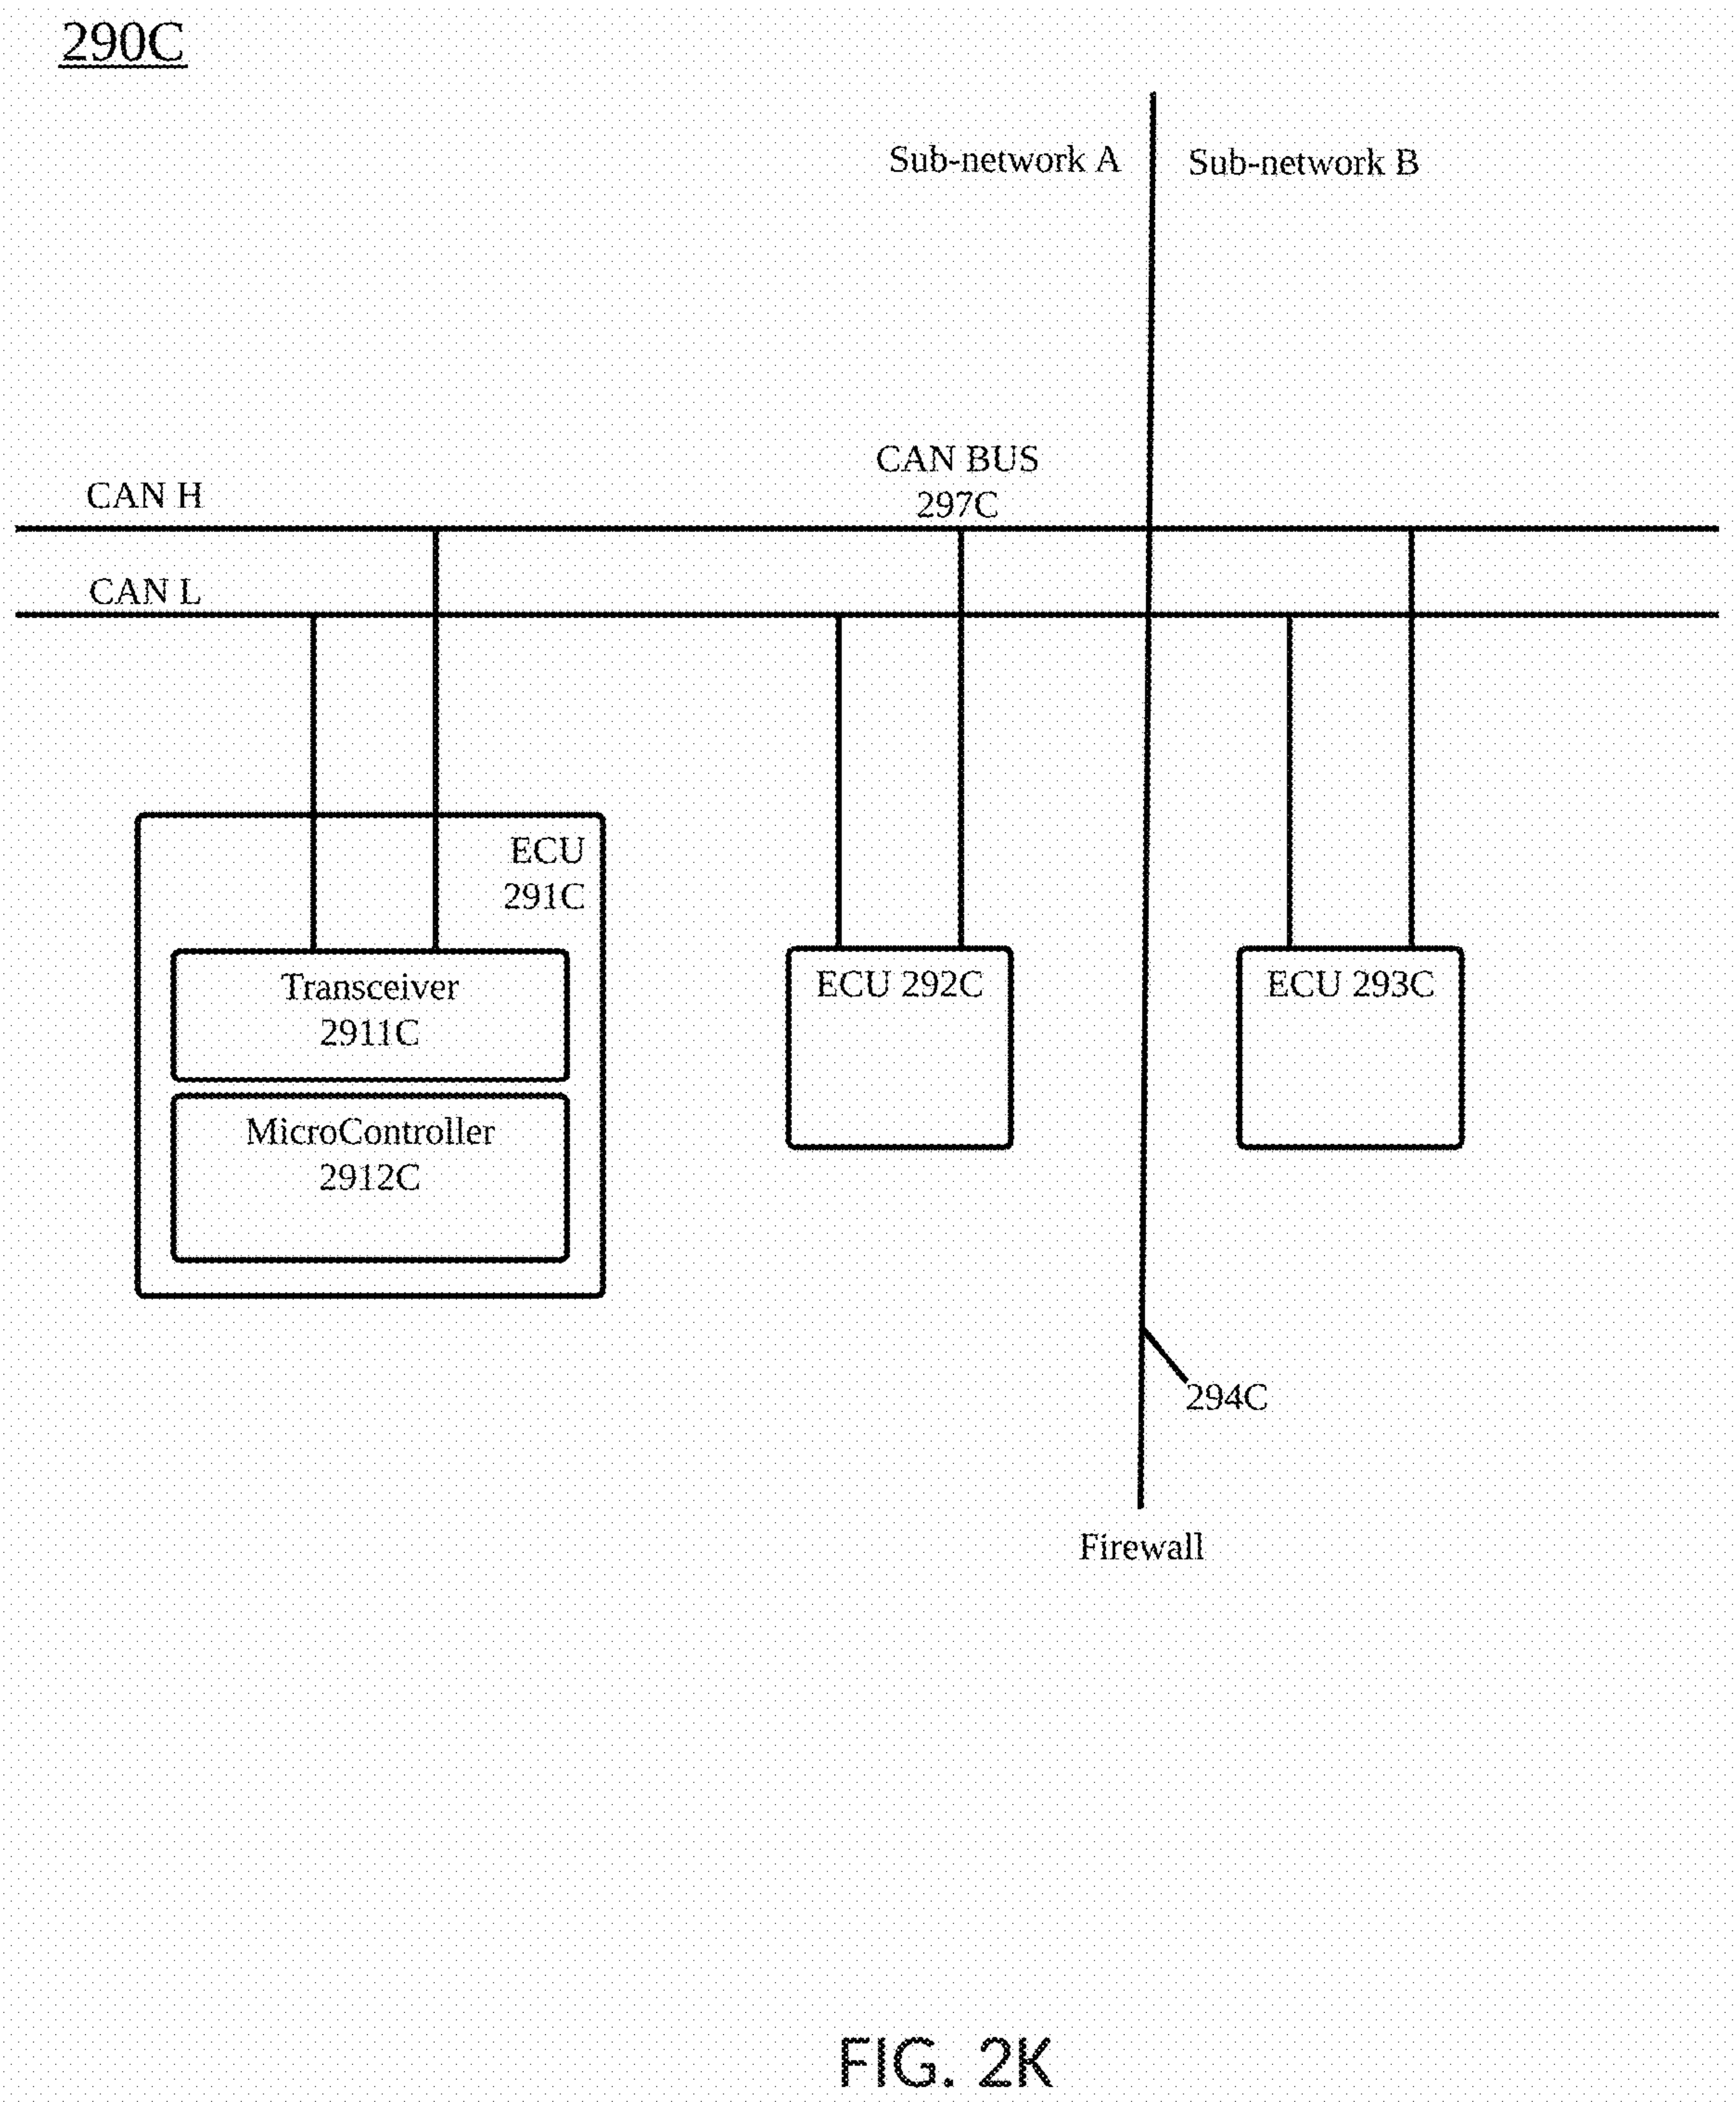 290C
Sub-network A
Sub-network B
CAN BUS
297C
CAN H
CAN L
ECU
291C
Transceiver
2911C
MicroController
2912C
ECU 292C
ECU 293C
294C
Firewall
FIG. 2K